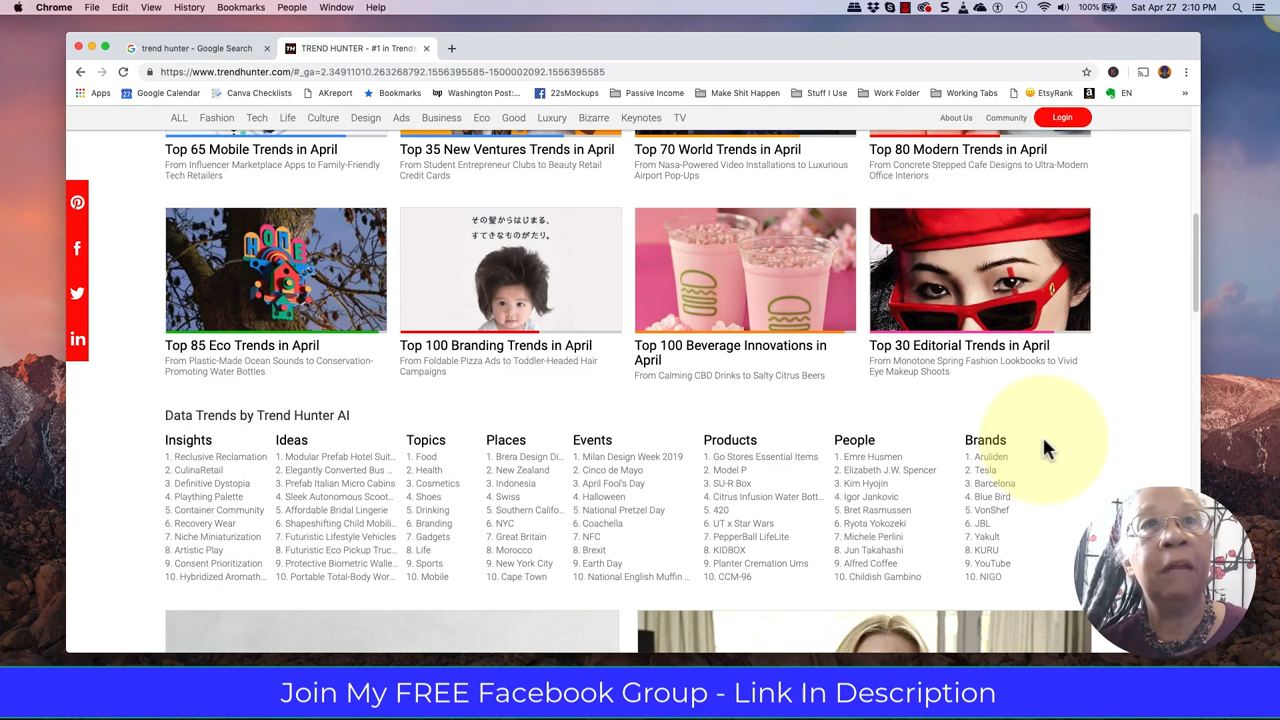 Chrome File Edit View History Bookmarks People Window Help 100% Sat Apr 27 2:10 PM
trend hunter - Google Search TREND HUNTER - #1 in Trends
https://www.trendhunter.com/#_ga=2.34911010.263268792.1556395585-1500002092.1556395585
Apps Google Calendar Canva Checklists AKreport Bookmarks Washington Post:... 22sMockups Passive Income Make Shit Happen Stuff I Use Work Folder Working Tabs EtsyRank EN »
ALL Fashion Tech Life Culture Design Ads Business Eco Good Luxury Bizarre Keynotes TV About Us Community Login
Top 65 Mobile Trends in April Top 35 New Ventures Trends in April Top 70 World Trends in April Top 80 Modern Trends in April
From Influencer Marketplace Apps to Family-Friendly From Student Entrepreneur Clubs to Beauty Retail From Nasa-Powered Video Installations to Luxurious From Concrete Stepped Cafe Designs to Ultra-Modern
Tech Retailers Credit Cards Airport Pop-Ups Office Interiors
HOME
その髪からはじまる、
すてきなものがたり。
Top 85 Eco Trends in April Top 100 Branding Trends in April Top 100 Beverage Innovations in Top 30 Editorial Trends in April
April
From Plastic-Made Ocean Sounds to Conservation- From Foldable Pizza Ads to Toddler-Headed Hair From Monotone Spring Fashion Lookbooks to Vivid
Promoting Water Bottles Campaigns From Calming CBD Drinks to Salty Citrus Beers Eye Makeup Shoots
Data Trends by Trend Hunter AI
Insights Ideas Topics Places Events Products People Brands
1. Reclusive Reclamation 1. Modular Prefab Hotel Suit... 1. Food 1. Brera Design Di... 1. Milan Design Week 2019 1. Go Stores Essential Items 1. Emre Husmen 1. Aruliden
2. CulinaRetail 2. Elegantly Converted Bus ... 2. Health 2. New Zealand 2. Cinco de Mayo 2. Model P 2. Elizabeth J.W. Spencer 2. Tesla
3. Definitive Dystopia 3. Prefab Italian Micro Cabins 3. Cosmetics 3. Indonesia 3. April Fool's Day 3. SU-R Box 3. Kim Hyojin 3. Barcelona
4. Plaything Palette 4. Sleek Autonomous Scoot... 4. Shoes 4. Swiss 4. Halloween 4. Citrus Infusion Water Bott... 4. Igor Jankovic 4. Blue Bird
5. Container Community 5. Affordable Bridal Lingerie 5. Drinking 5. Southern Califo... 5. National Pretzel Day 5. 420 5. Bret Rasmussen 5. VonShef
6. Recovery Wear 6. Shapeshifting Child Mobili... 6. Branding 6. NYC 6. Coachella 6. UT x Star Wars 6. Ryota Yokozeki 6. JBL
7. Niche Miniaturization 7. Futuristic Lifestyle Vehicles 7. Gadgets 7. Great Britain 7. NFC 7. PepperBall LifeLite 7. Michele Perlini 7. Yakult
8. Artistic Play 8. Futuristic Eco Pickup Truc... 8. Life 8. Morocco 8. Brexit 8. KIDBOX 8. Jun Takahashi 8. KURU
9. Consent Prioritization 9. Protective Biometric Walle... 9. Sports 9. New York City 9. Earth Day 9. Planter Cremation Urns 9. Alfred Coffee 9. YouTube
10. Hybridized Aromath... 10. Portable Total-Body Wor... 10. Mobile 10. Cape Town 10. National English Muffin ... 10. CCM-96 10. Childish Gambino 10. NIGO
Join My FREE Facebook Group - Link In Description